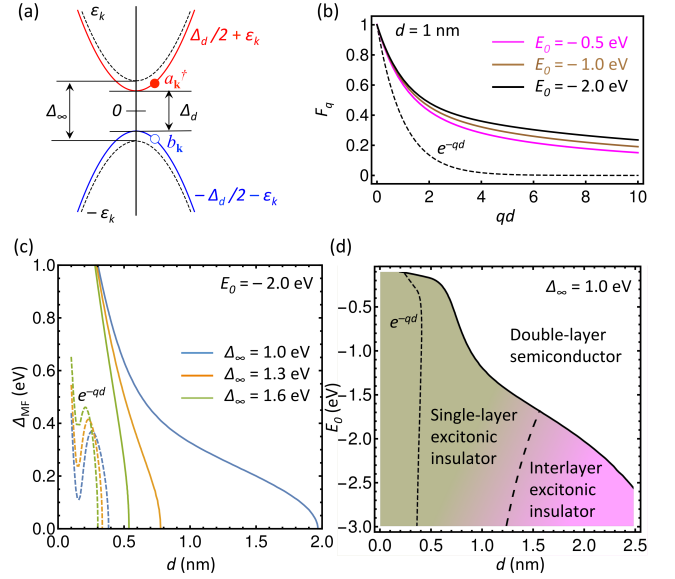 (a)
ε_k
Δ_d/2 + ε_k
a_k†
Δ_∞
0
Δ_d
b_k
−Δ_d/2 − ε_k
−ε_k
(b)
d = 1 nm
E_0 = −0.5 eV
E_0 = −1.0 eV
E_0 = −2.0 eV
e^−qd
F_q
1
0.8
0.6
0.4
0.2
0
0 2 4 6 8 10
qd
(c)
E_0 = −2.0 eV
Δ_∞ = 1.0 eV
Δ_∞ = 1.3 eV
Δ_∞ = 1.6 eV
e^−qd
Δ_MF (eV)
1.0
0.8
0.6
0.4
0.2
0.0
0.0 0.5 1.0 1.5 2.0
d (nm)
(d)
Δ_∞ = 1.0 eV
e^−qd
Double-layer
semiconductor
Single-layer
excitonic
insulator
Interlayer
excitonic
insulator
E_0 (eV)
−0.5
−1.0
−1.5
−2.0
−2.5
−3.0
0.0 0.5 1.0 1.5 2.0 2.5
d (nm)